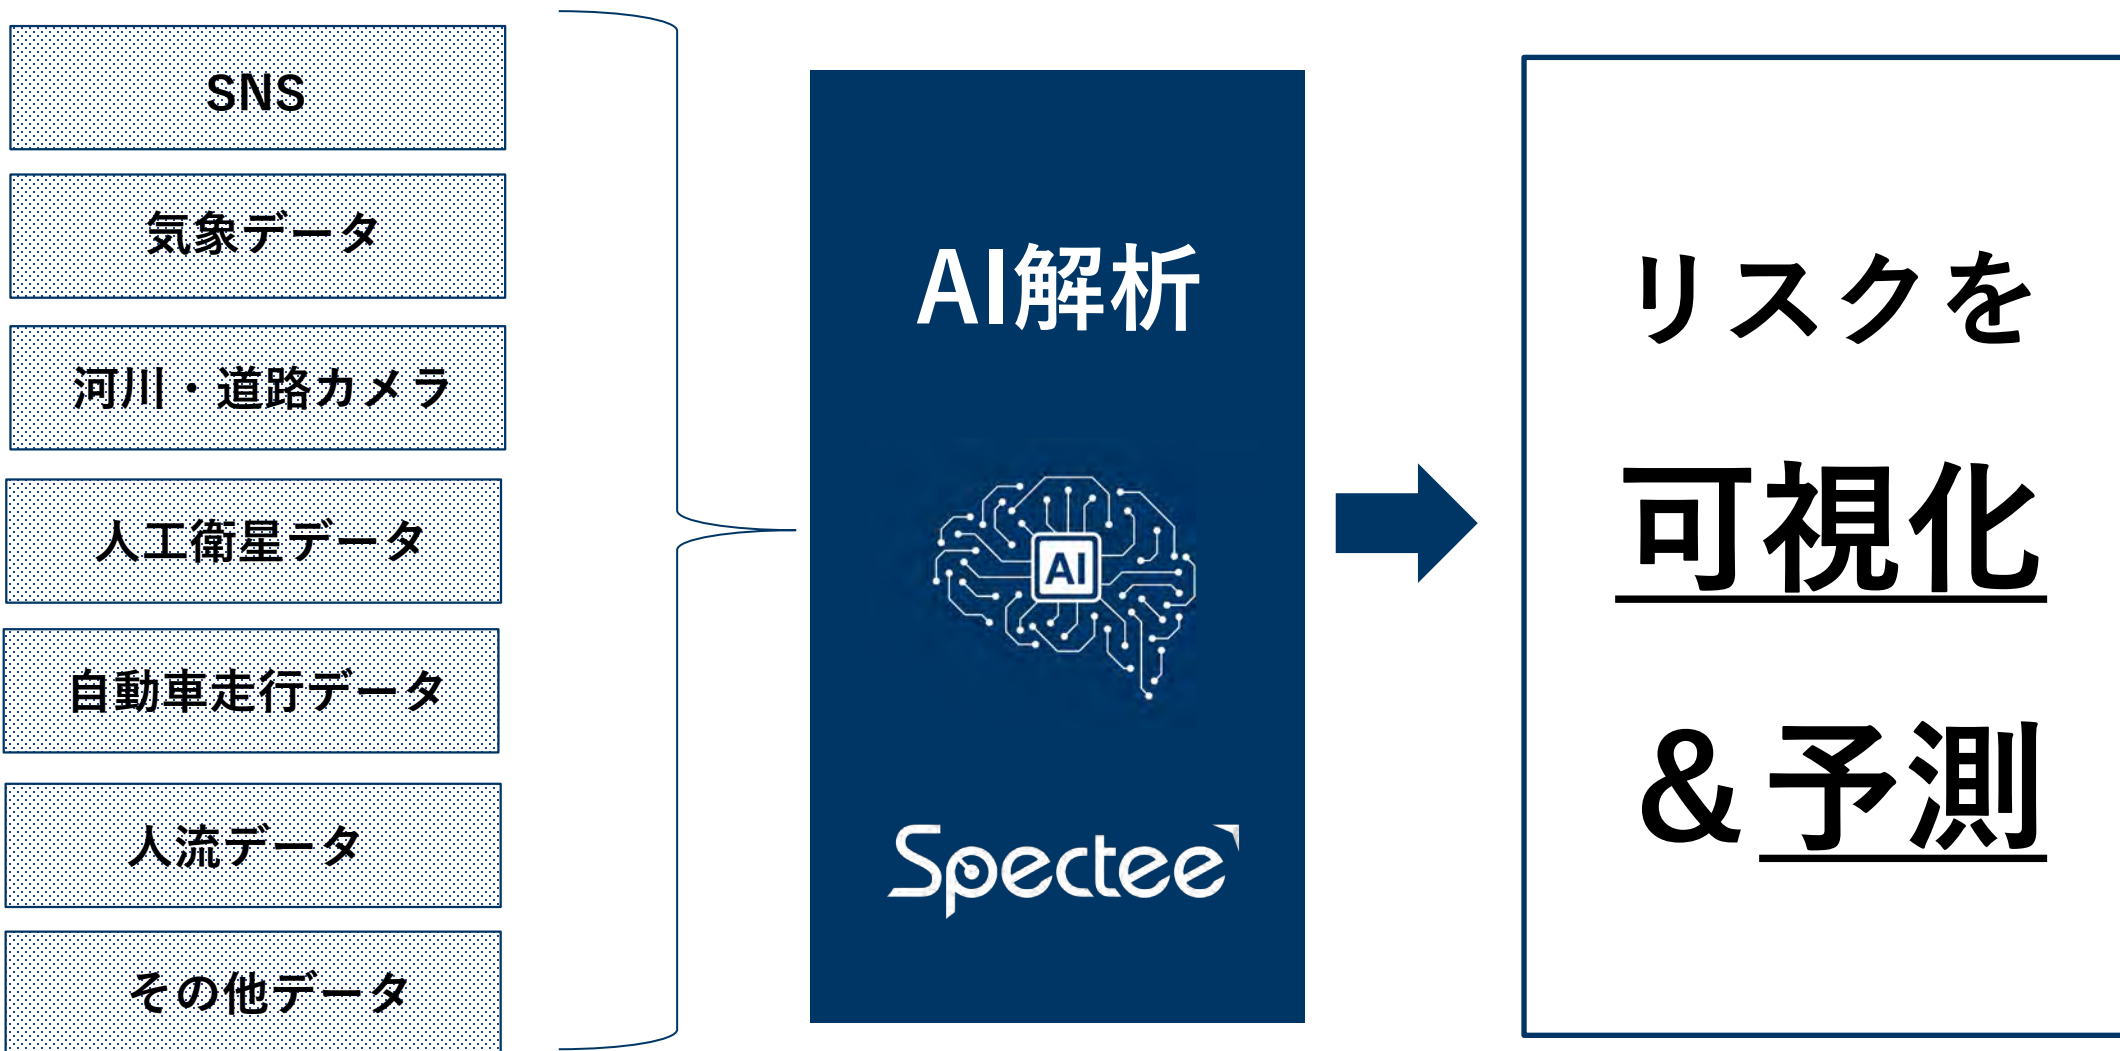 SNS
気象データ
河川・道路カメラ
人工衛星データ
自動車走行データ
人流データ
その他データ
AI解析
AI
Spectee
リスクを
可視化
&予測